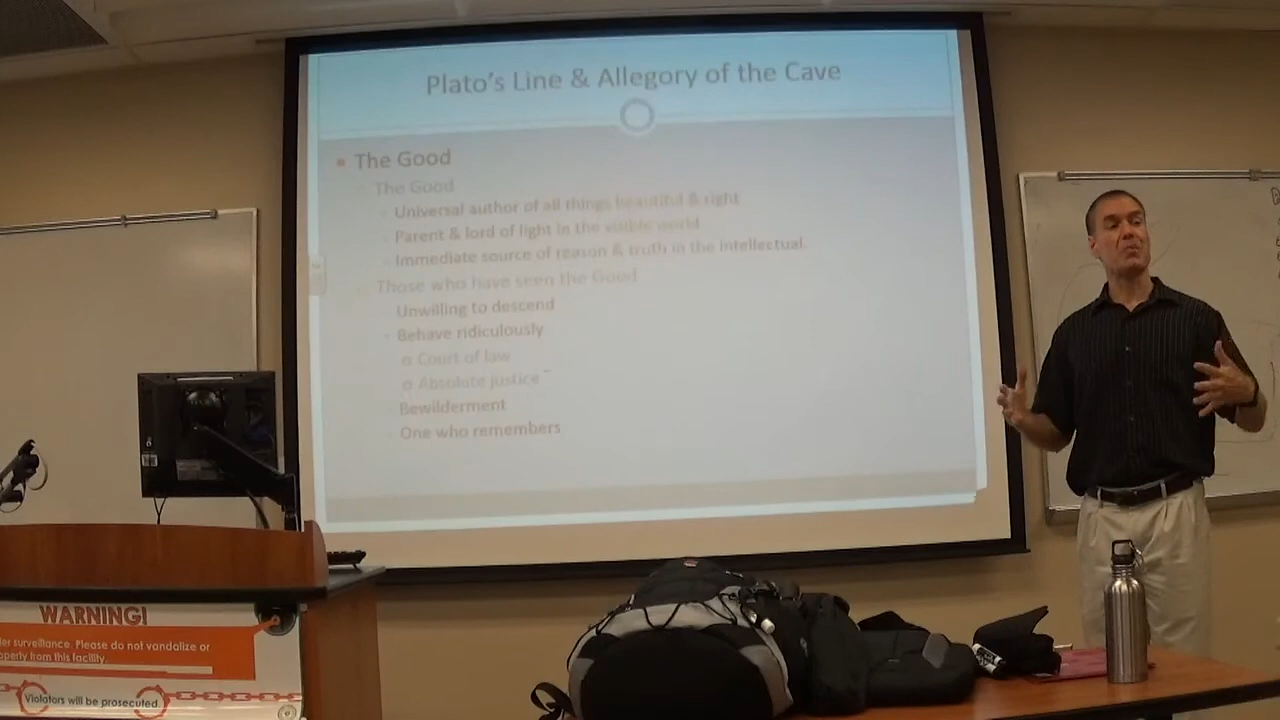 Plato's Line & Allegory of the Cave
The Good
The Good
Universal author of all things beautiful & right
Parent & lord of light in the visible world
Immediate source of reason & truth in the intellectual
Those who have seen the Good
Unwilling to descend
Behave ridiculously
Court of law
Absolute justice
Bewilderment
One who remembers
WARNING!
surveillance. Please do not vandalize or
from this facility.
Violators will be prosecuted.